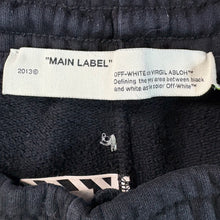 "MAIN LABEL"
2013© OFF-WHITE c/o VIRGIL ABLOH™
Defining the grey area between black
and white as the color Off-White™